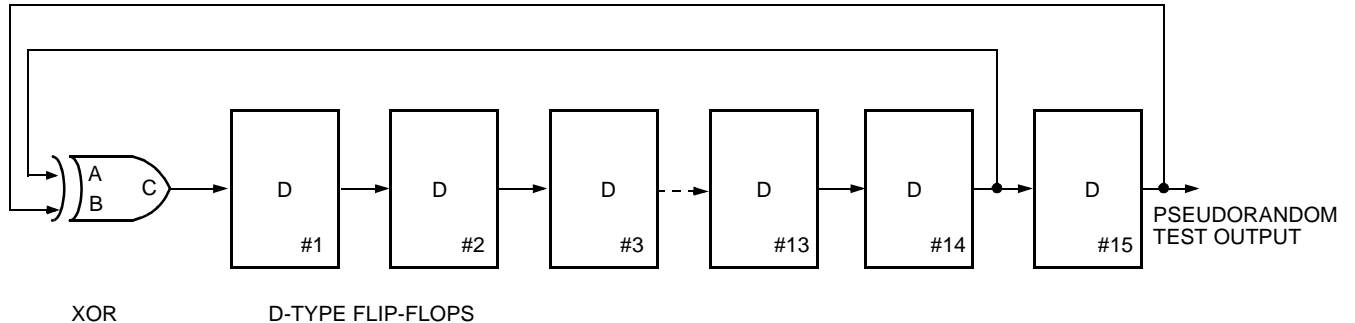 A
B
C
D
#1
D
#2
D
#3
D
#13
D
#14
D
#15
PSEUDORANDOM
TEST OUTPUT
XOR
D-TYPE FLIP-FLOPS